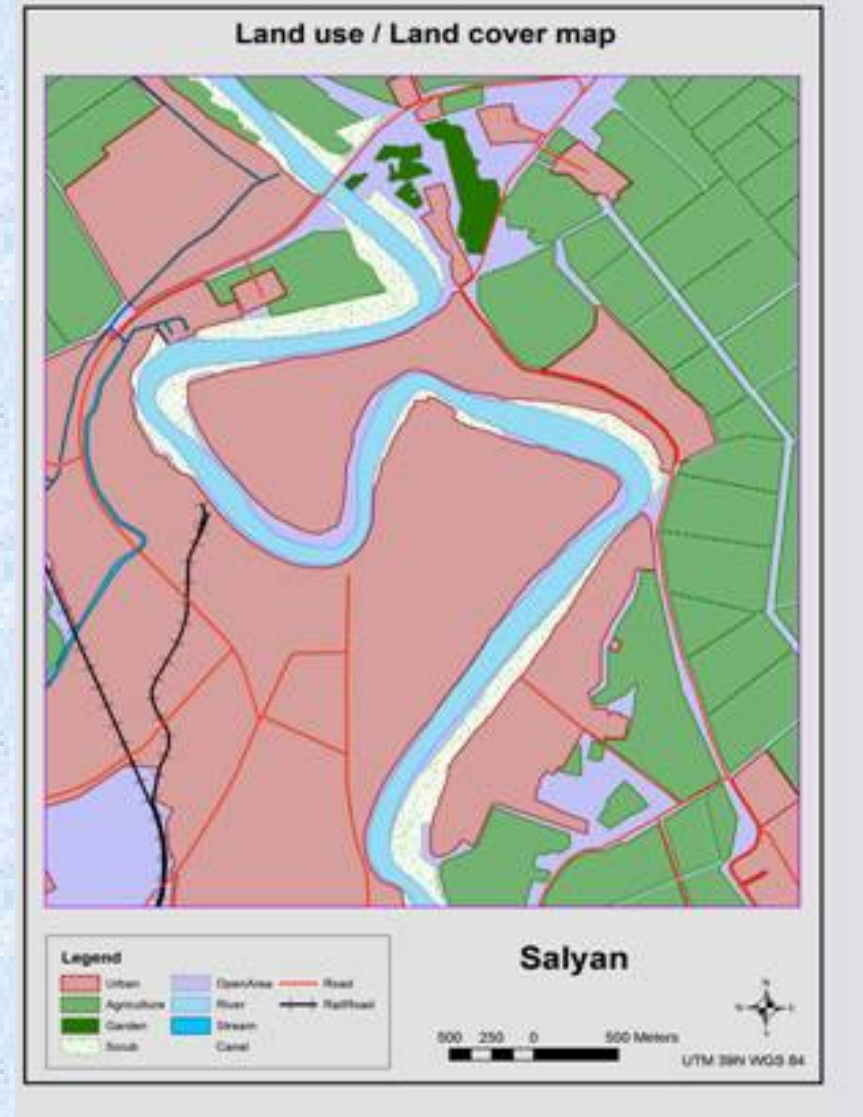 Land use / Land cover map
Legend
Urban
Agriculture
Garden
Scrub
OpenArea
River
Stream
Canal
Road
RailRoad
Salyan
N
500 250 0 500 Meters
UTM 39N WGS 84